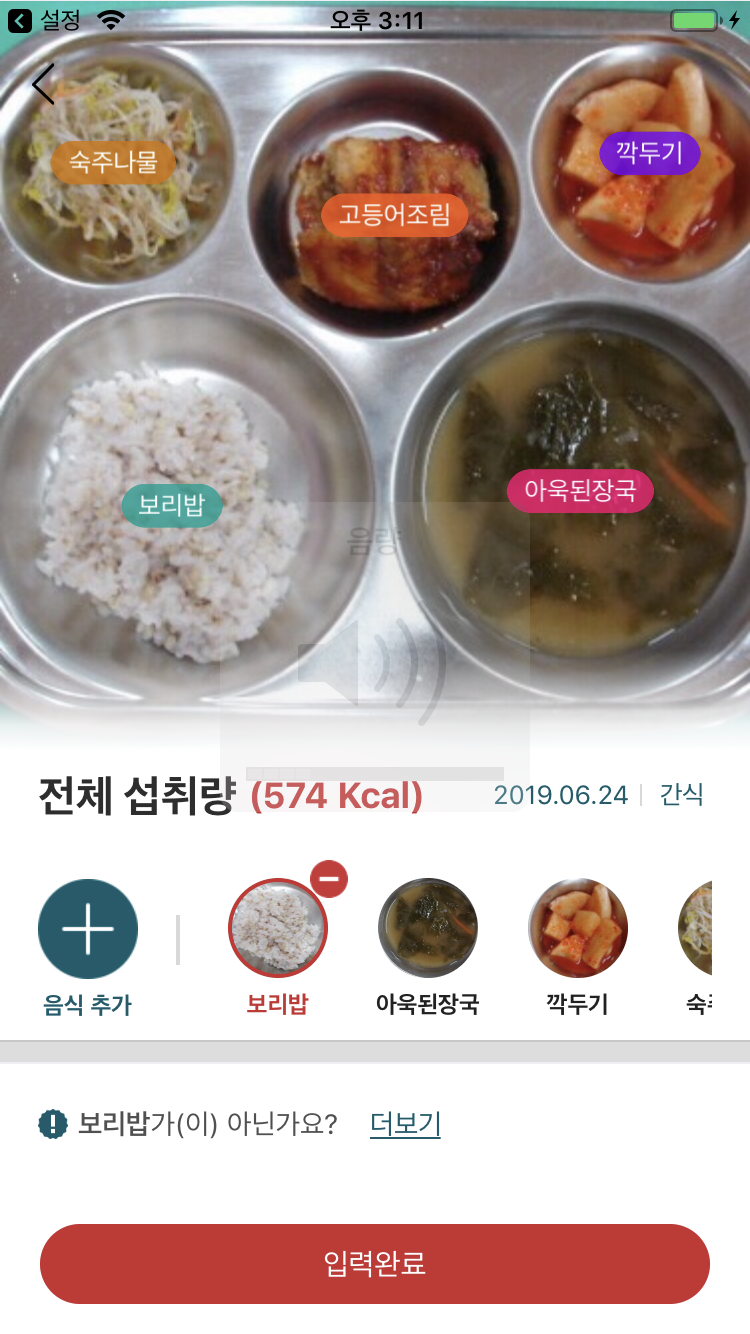 설정
오후 3:11
숙주나물
깍두기
고등어조림
보리밥
아욱된장국
음량
전체 섭취량 (574 Kcal)
2019.06.24 | 간식
음식 추가
보리밥
아욱된장국
깍두기
숙주
보리밥가(이) 아닌가요? 더보기
입력완료